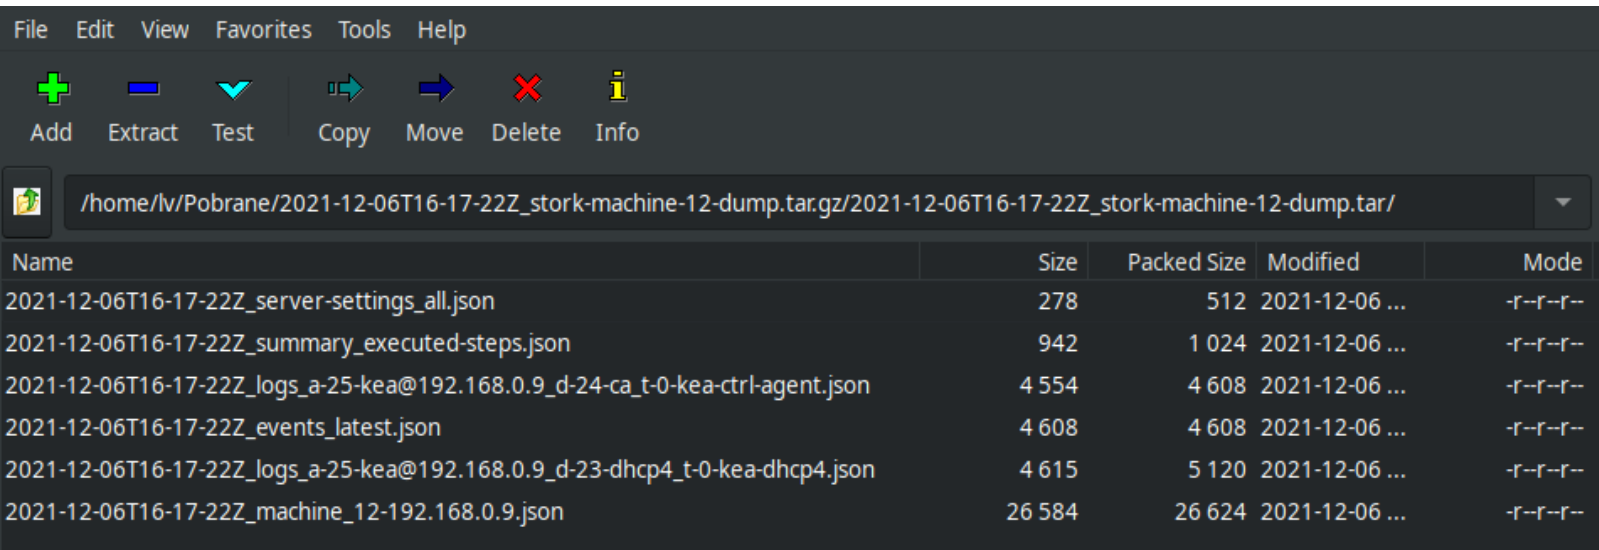 File Edit View Favorites Tools Help
Add Extract Test Copy Move Delete Info
/home/lv/Pobrane/2021-12-06T16-17-22Z_stork-machine-12-dump.tar.gz/2021-12-06T16-17-22Z_stork-machine-12-dump.tar/
Name Size Packed Size Modified Mode
2021-12-06T16-17-22Z_server-settings_all.json 278 512 2021-12-06 ... -r--r--r--
2021-12-06T16-17-22Z_summary_executed-steps.json 942 1 024 2021-12-06 ... -r--r--r--
2021-12-06T16-17-22Z_logs_a-25-kea@192.168.0.9_d-24-ca_t-0-kea-ctrl-agent.json 4 554 4 608 2021-12-06 ... -r--r--r--
2021-12-06T16-17-22Z_events_latest.json 4 608 4 608 2021-12-06 ... -r--r--r--
2021-12-06T16-17-22Z_logs_a-25-kea@192.168.0.9_d-23-dhcp4_t-0-kea-dhcp4.json 4 615 5 120 2021-12-06 ... -r--r--r--
2021-12-06T16-17-22Z_machine_12-192.168.0.9.json 26 584 26 624 2021-12-06 ... -r--r--r--